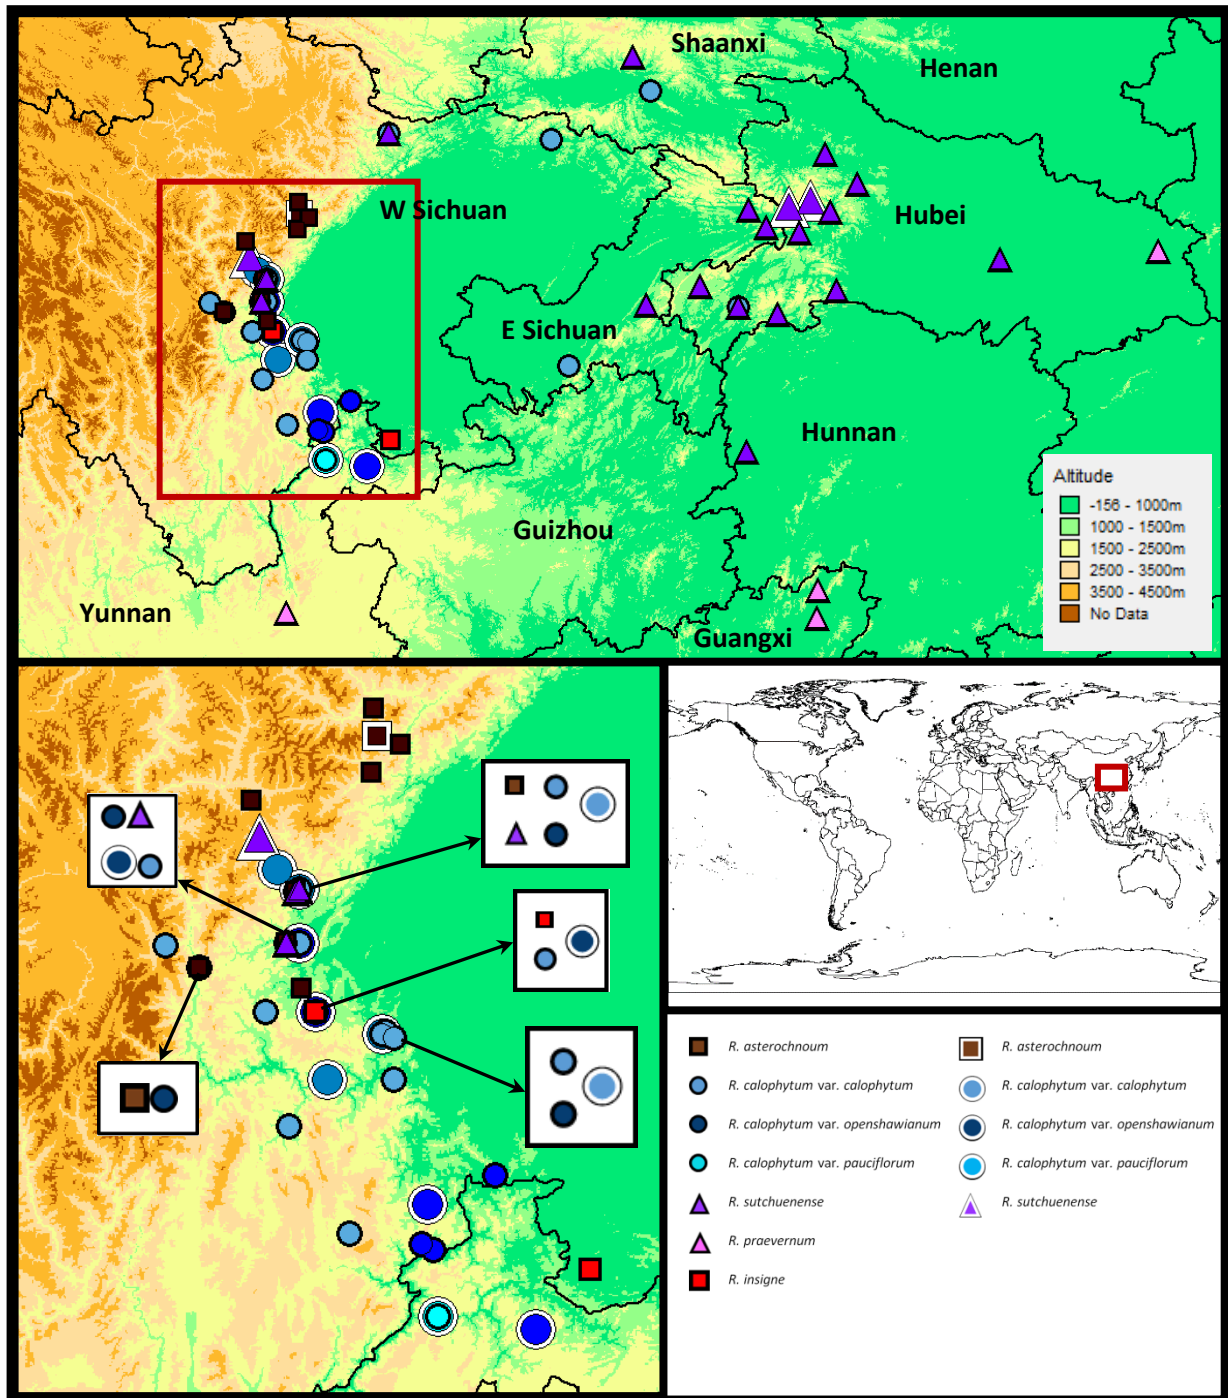 Shaanxi
Henan
W Sichuan
Hubei
E Sichuan
Hunnan
Guizhou
Yunnan
Guangxi
Altitude
-156 - 1000m
1000 - 1500m
1500 - 2500m
2500 - 3500m
3500 - 4500m
No Data
R. asterochnoum
R. calophytum var. calophytum
R. calophytum var. openshawianum
R. calophytum var. pauciflorum
R. sutchuenense
R. praevernum
R. insigne
R. asterochnoum
R. calophytum var. calophytum
R. calophytum var. openshawianum
R. calophytum var. pauciflorum
R. sutchuenense